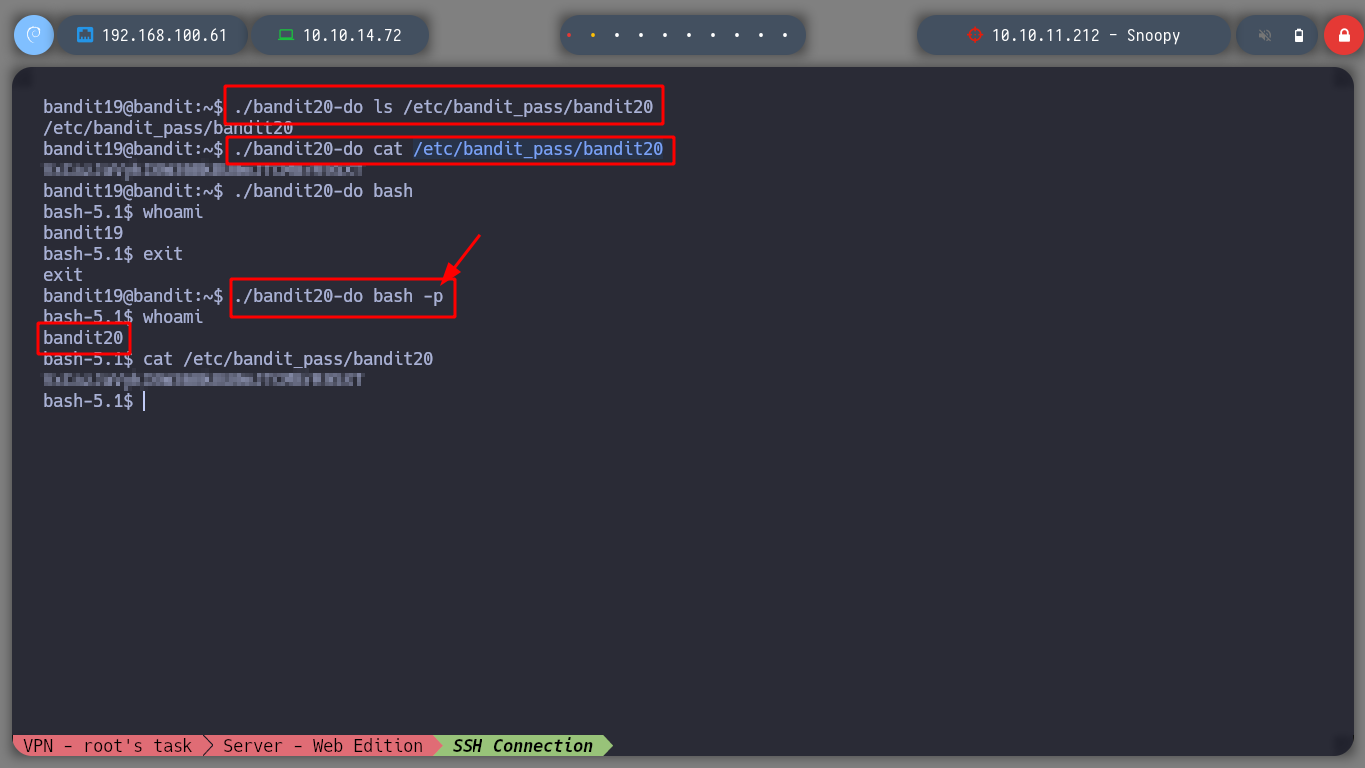 192.168.100.61
10.10.14.72
10.10.11.212 - Snoopy
bandit19@bandit:~$ ./bandit20-do ls /etc/bandit_pass/bandit20
/etc/bandit_pass/bandit20
bandit19@bandit:~$ ./bandit20-do cat /etc/bandit_pass/bandit20
bandit19@bandit:~$ ./bandit20-do bash
bash-5.1$ whoami
bandit19
bash-5.1$ exit
exit
bandit19@bandit:~$ ./bandit20-do bash -p
bash-5.1$ whoami
bandit20
bash-5.1$ cat /etc/bandit_pass/bandit20
bash-5.1$
VPN - root's task
Server - Web Edition
SSH Connection